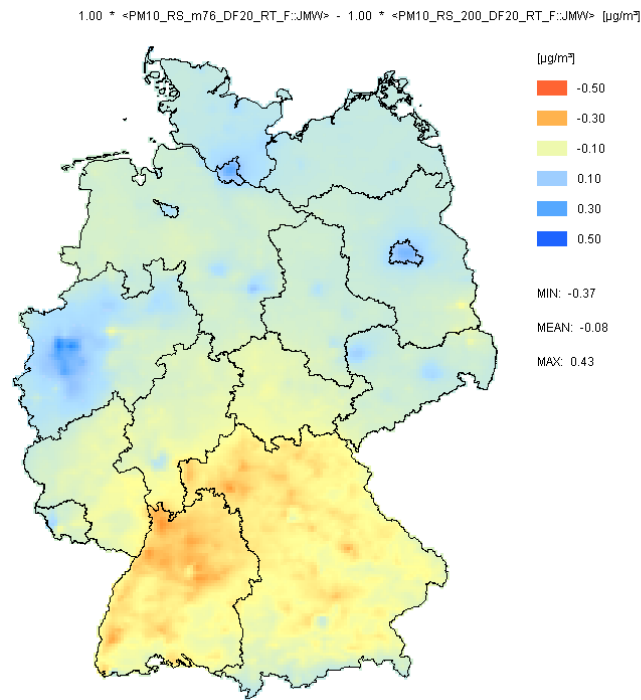 1.00 * <PM10_RS_m76_DF20_RT_F::JMW> - 1.00 * <PM10_RS_200_DF20_RT_F::JMW> [µg/m³]
[µg/m³]
-0.50
-0.30
-0.10
0.10
0.30
0.50
MIN: -0.37
MEAN: -0.08
MAX: 0.43